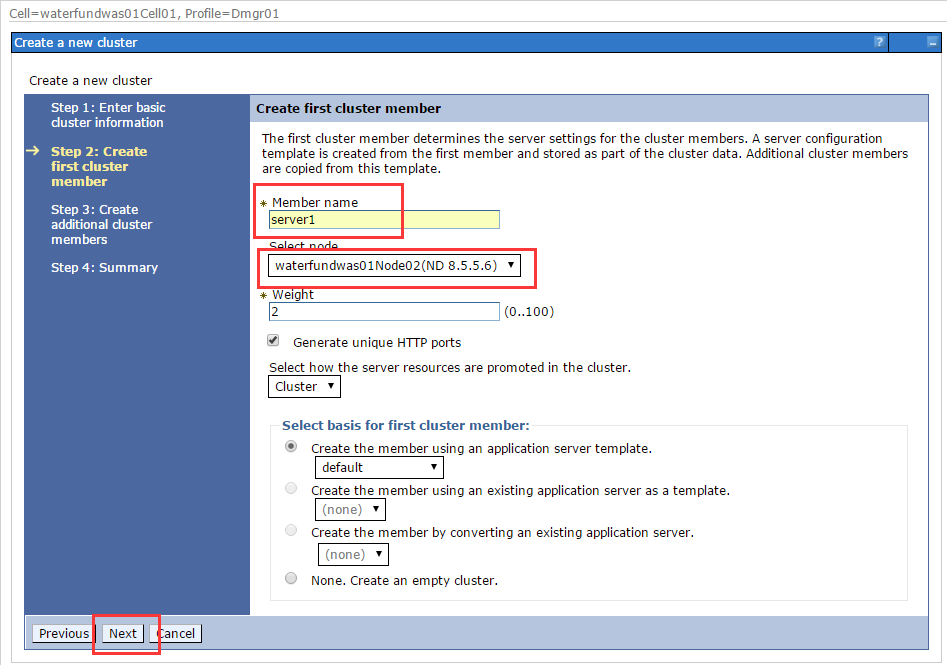 Cell=waterfundwas01Cell01, Profile=Dmgr01
Create a new cluster
?
Create a new cluster
Step 1: Enter basic
cluster information
Step 2: Create
first cluster
member
Step 3: Create
additional cluster
members
Step 4: Summary
Create first cluster member
The first cluster member determines the server settings for the cluster members. A server configuration
template is created from the first member and stored as part of the cluster data. Additional cluster members
are copied from this template.
* Member name
server1
Select node
waterfundwas01Node02(ND 8.5.5.6)
* Weight
2 (0..100)
Generate unique HTTP ports
Select how the server resources are promoted in the cluster.
Cluster
Select basis for first cluster member:
Create the member using an application server template.
default
Create the member using an existing application server as a template.
(none)
Create the member by converting an existing application server.
(none)
None. Create an empty cluster.
Previous Next Cancel